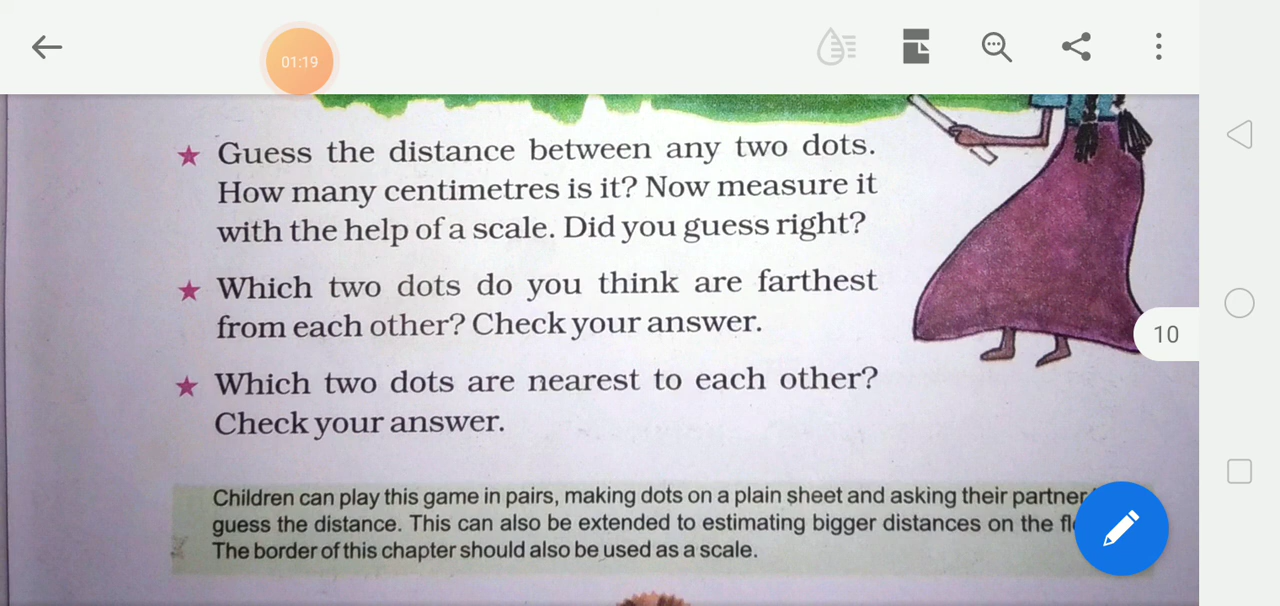 01:19
★ Guess the distance between any two dots.
How many centimetres is it? Now measure it
with the help of a scale. Did you guess right?
★ Which two dots do you think are farthest
from each other? Check your answer.
10
★ Which two dots are nearest to each other?
Check your answer.
Children can play this game in pairs, making dots on a plain sheet and asking their partner
guess the distance. This can also be extended to estimating bigger distances on the
The border of this chapter should also be used as a scale.